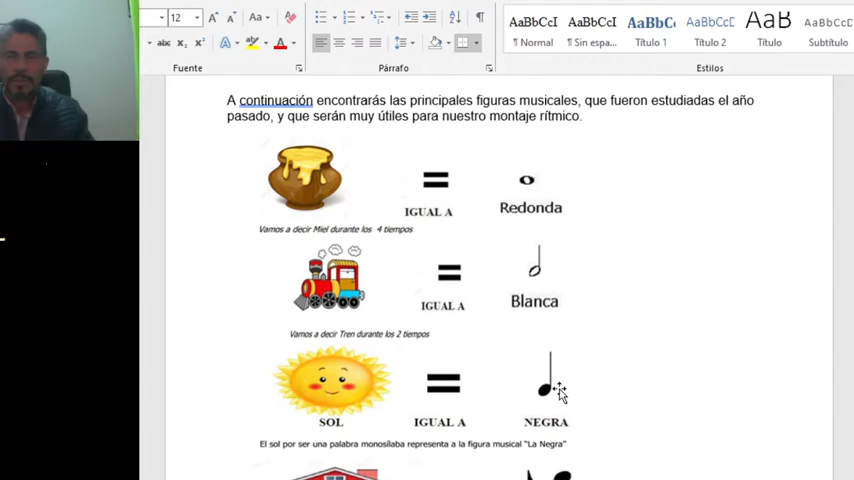 12
Aa
AaBbCcI
AaBbCcI
AaBbCc
AaBbCcI
AaB
AaBbCcI
¶ Normal
¶ Sin espa...
Título 1
Título 2
Título
Subtítulo
Fuente
Párrafo
Estilos
A continuación encontrarás las principales figuras musicales, que fueron estudiadas el año
pasado, y que serán muy útiles para nuestro montaje rítmico.
=
IGUAL A
Redonda
Vamos a decir Miel durante los 4 tiempos
=
IGUAL A
Blanca
Vamos a decir Tren durante los 2 tiempos
=
SOL
IGUAL A
NEGRA
El sol por ser una palabra monosílaba representa a la figura musical "La Negra"